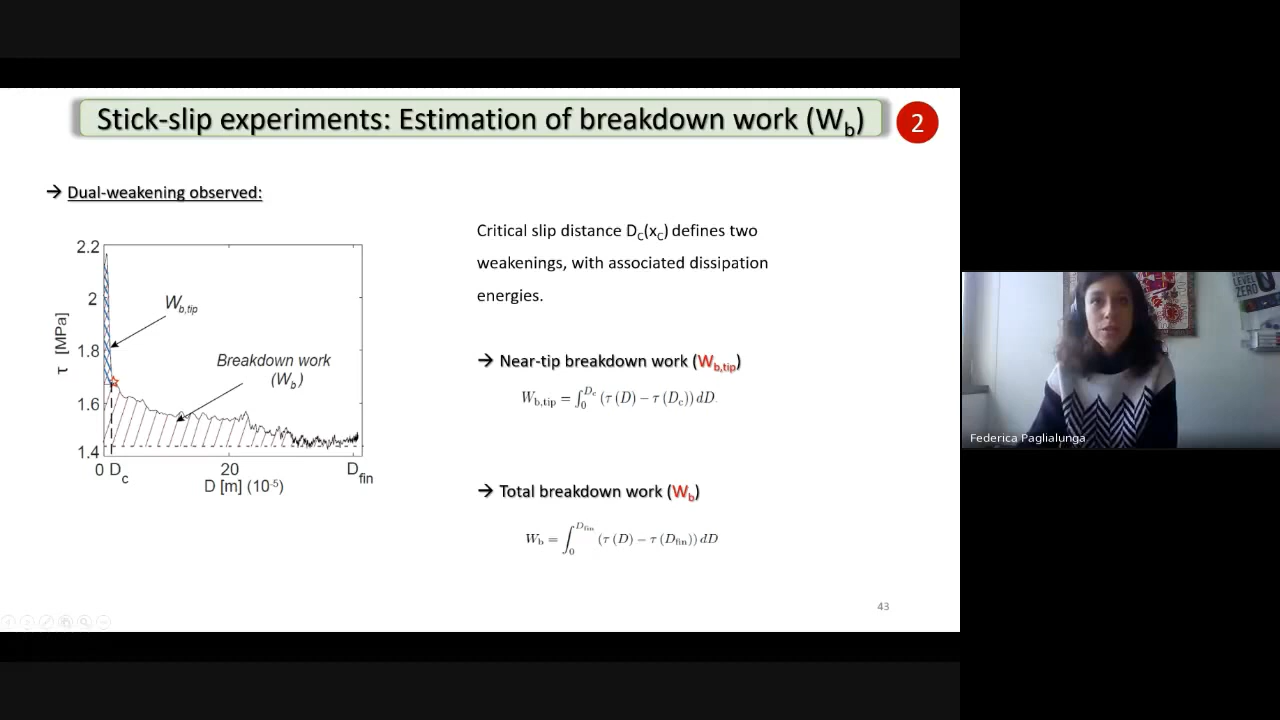 Stick-slip experiments: Estimation of breakdown work (Wb)
2
→ Dual-weakening observed:
2.2
2
1.8
1.6
1.4
τ [MPa]
Wb,tip
Breakdown work
(Wb)
0 Dc 20 Dfin
D [m] (10-5)
Critical slip distance DC(xC) defines two
weakenings, with associated dissipation
energies.
→ Near-tip breakdown work (Wb,tip)
Wb,tip = ∫0Dc (τ (D) − τ (Dc)) dD.
→ Total breakdown work (Wb)
Wb = ∫0Dfin (τ (D) − τ (Dfin)) dD
43
LEVEL
ZERO
Federica Paglialunga